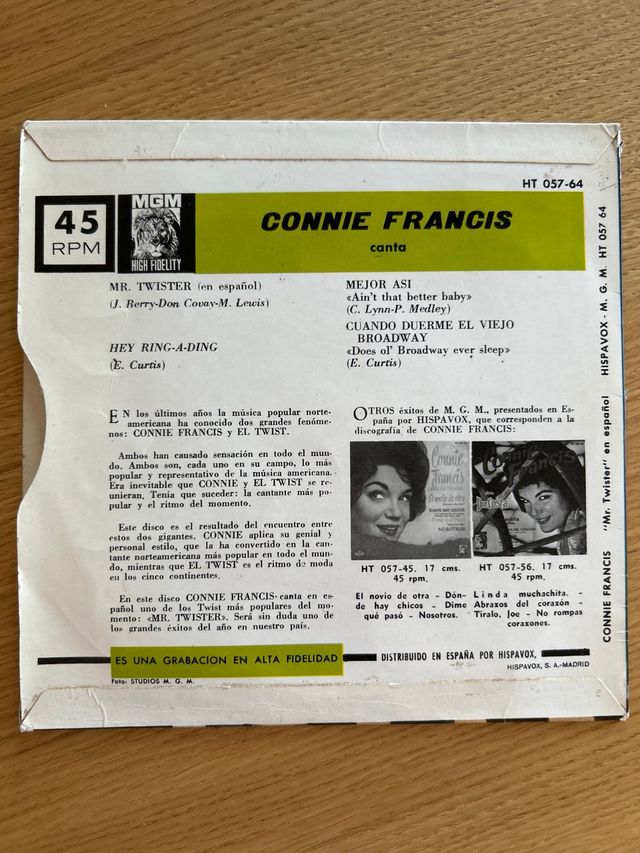 HT 057-64
45
RPM
MGM
HIGH FIDELITY
CONNIE FRANCIS
canta
MR. TWISTER (en español)
(J. Berry-Don Covay-M. Lewis)
HEY RING-A-DING
(E. Curtis)
MEJOR ASI
«Ain't that better baby»
(C. Lynn-P. Medley)
CUANDO DUERME EL VIEJO
BROADWAY
«Does ol' Broadway ever sleep»
(E. Curtis)
EN los últimos años la música popular norte-
americana ha conocido dos grandes fenóme-
nos: CONNIE FRANCIS y EL TWIST.
Ambos han causado sensación en todo el mun-
do. Ambos son, cada uno en su campo, lo más
popular y representativo de la música americana.
Era inevitable que CONNIE y EL TWIST se re-
unieran, Tenía que suceder: la cantante más po-
pular y el ritmo del momento.
Este disco es el resultado del encuentro entre
estos dos gigantes. CONNIE aplica su genial y
personal estilo, que la ha convertido en la can-
tante norteamericana más popular en todo el mun-
do, mientras que EL TWIST es el ritmo de moda
en los cinco continentes.
En este disco CONNIE FRANCIS canta en es-
pañol uno de los Twist más populares del mo-
mento: «MR. TWISTER». Será sin duda uno de
los grandes éxitos del año en nuestro país.
OTROS éxitos de M. G. M., presentados en Es-
paña por HISPAVOX, que corresponden a la
discografía de CONNIE FRANCIS:
Connie
Francis
NOSOTROS
Connie Francis
HT 057-45. 17 cms.
45 rpm.
El novio de otra - Dón-
de hay chicos - Dime
qué pasó - Nosotros.
HT 057-56. 17 cms.
45 rpm.
Linda muchachita. -
Abrazos del corazón -
Tíralo, Joe - No rompas
corazones.
ES UNA GRABACION EN ALTA FIDELIDAD
DISTRIBUIDO EN ESPAÑA POR HISPAVOX,
HISPAVOX, S. A.-MADRID
Foto: STUDIOS M. G. M.
CONNIE FRANCIS "Mr. Twister" en español HISPAVOX - M. G. M. HT 057 64